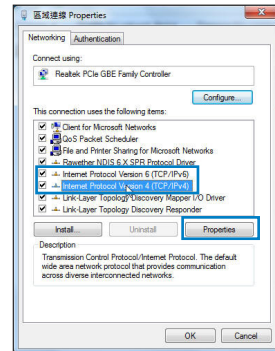 區域連線 Properties
Networking Authentication
Connect using:
Realtek PCIe GBE Family Controller
Configure...
This connection uses the following items:
Client for Microsoft Networks
QoS Packet Scheduler
File and Printer Sharing for Microsoft Networks
Rawether NDIS 6.X SPR Protocol Driver
Internet Protocol Version 6 (TCP/IPv6)
Internet Protocol Version 4 (TCP/IPv4)
Link-Layer Topology Discovery Mapper I/O Driver
Link-Layer Topology Discovery Responder
Install... Uninstall Properties
Description
Transmission Control Protocol/Internet Protocol. The default
wide area network protocol that provides communication
across diverse interconnected networks.
OK Cancel